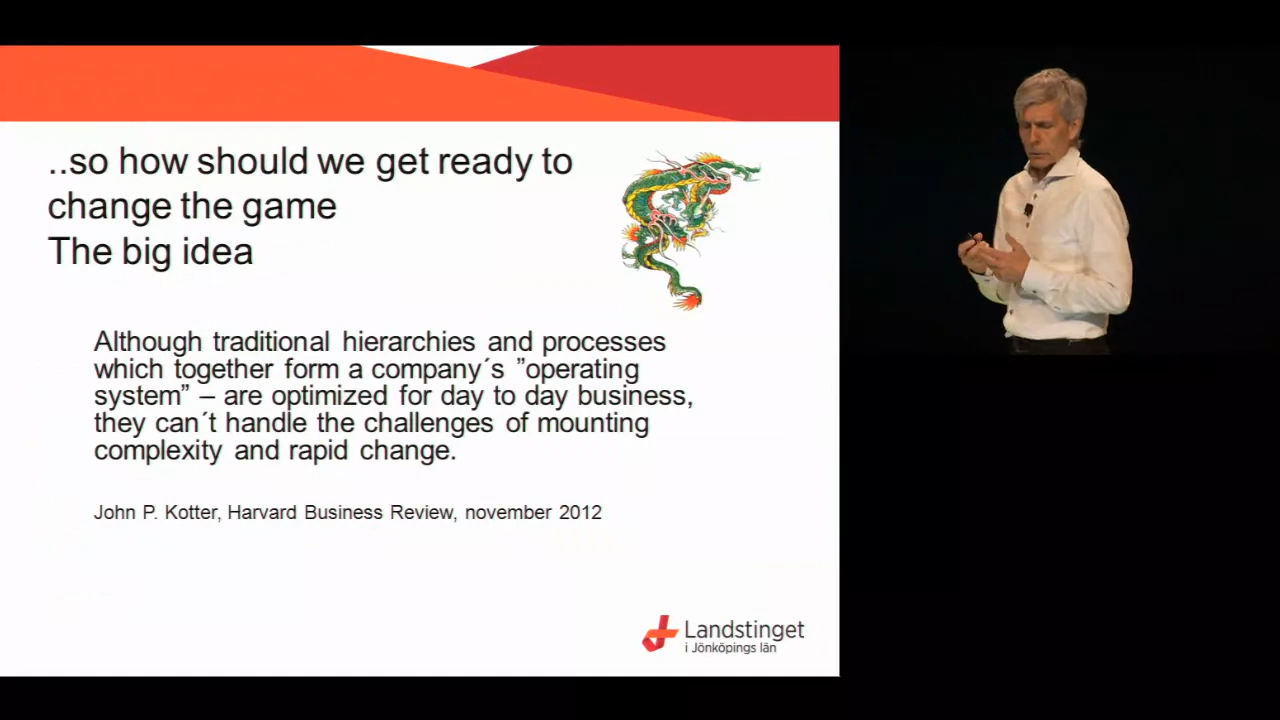 ..so how should we get ready to
change the game
The big idea
Although traditional hierarchies and processes
which together form a company´s ”operating
system” – are optimized for day to day business,
they can´t handle the challenges of mounting
complexity and rapid change.
John P. Kotter, Harvard Business Review, november 2012
Landstinget
i Jönköpings län